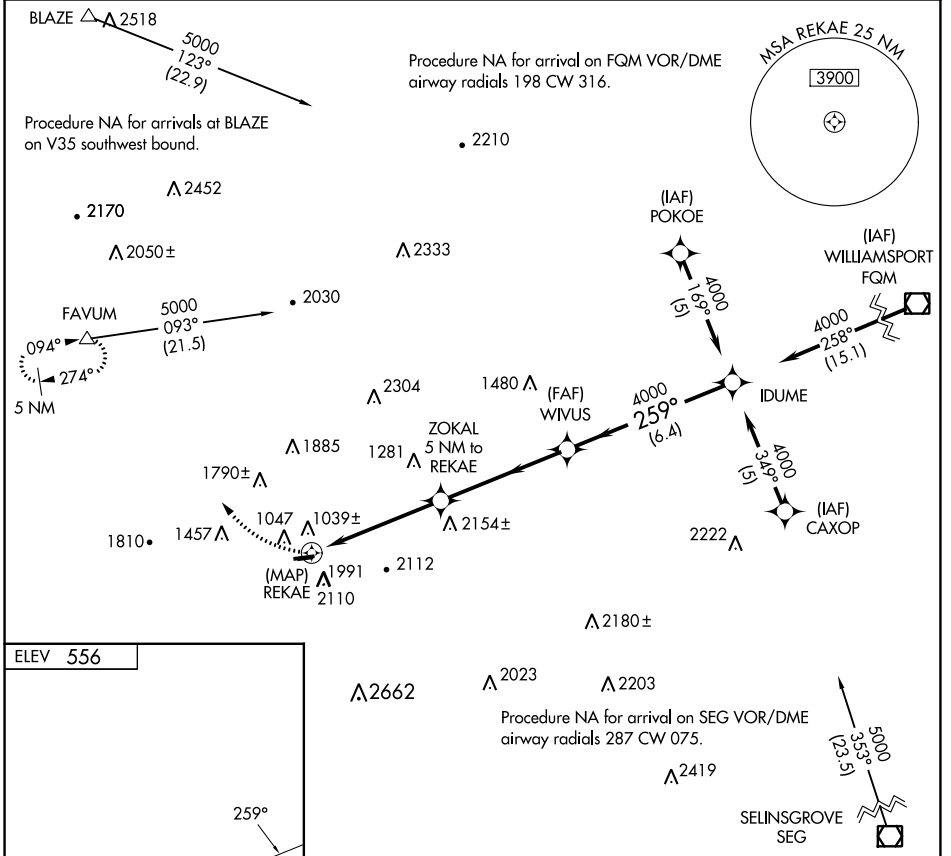 BLAZE
2518
5000
123°
(22.9)
Procedure NA for arrival on FQM VOR/DME
airway radials 198 CW 316.
MSA REKAE 25 NM
3900
Procedure NA for arrivals at BLAZE
on V35 southwest bound.
2210
2452
2170
2050±
2333
(IAF)
POKOE
(IAF)
WILLIAMSPORT
FQM
4000
169°
(5)
4000
258°
(15.1)
FAVUM
5000
093°
(21.5)
2030
094°
274°
5 NM
2304
1480
(FAF)
WIVUS
4000
259°
(6.4)
IDUME
ZOKAL
5 NM to
REKAE
1885
1281
1790±
4000
349°
(5)
(IAF)
CAXOP
1810
1457
1047
1039±
2154±
2222
(MAP)
REKAE
1991
2110
2112
2180±
ELEV 556
2662
2023
2203
Procedure NA for arrival on SEG VOR/DME
airway radials 287 CW 075.
5000
353°
(23.5)
2419
259°
SELINSGROVE
SEG